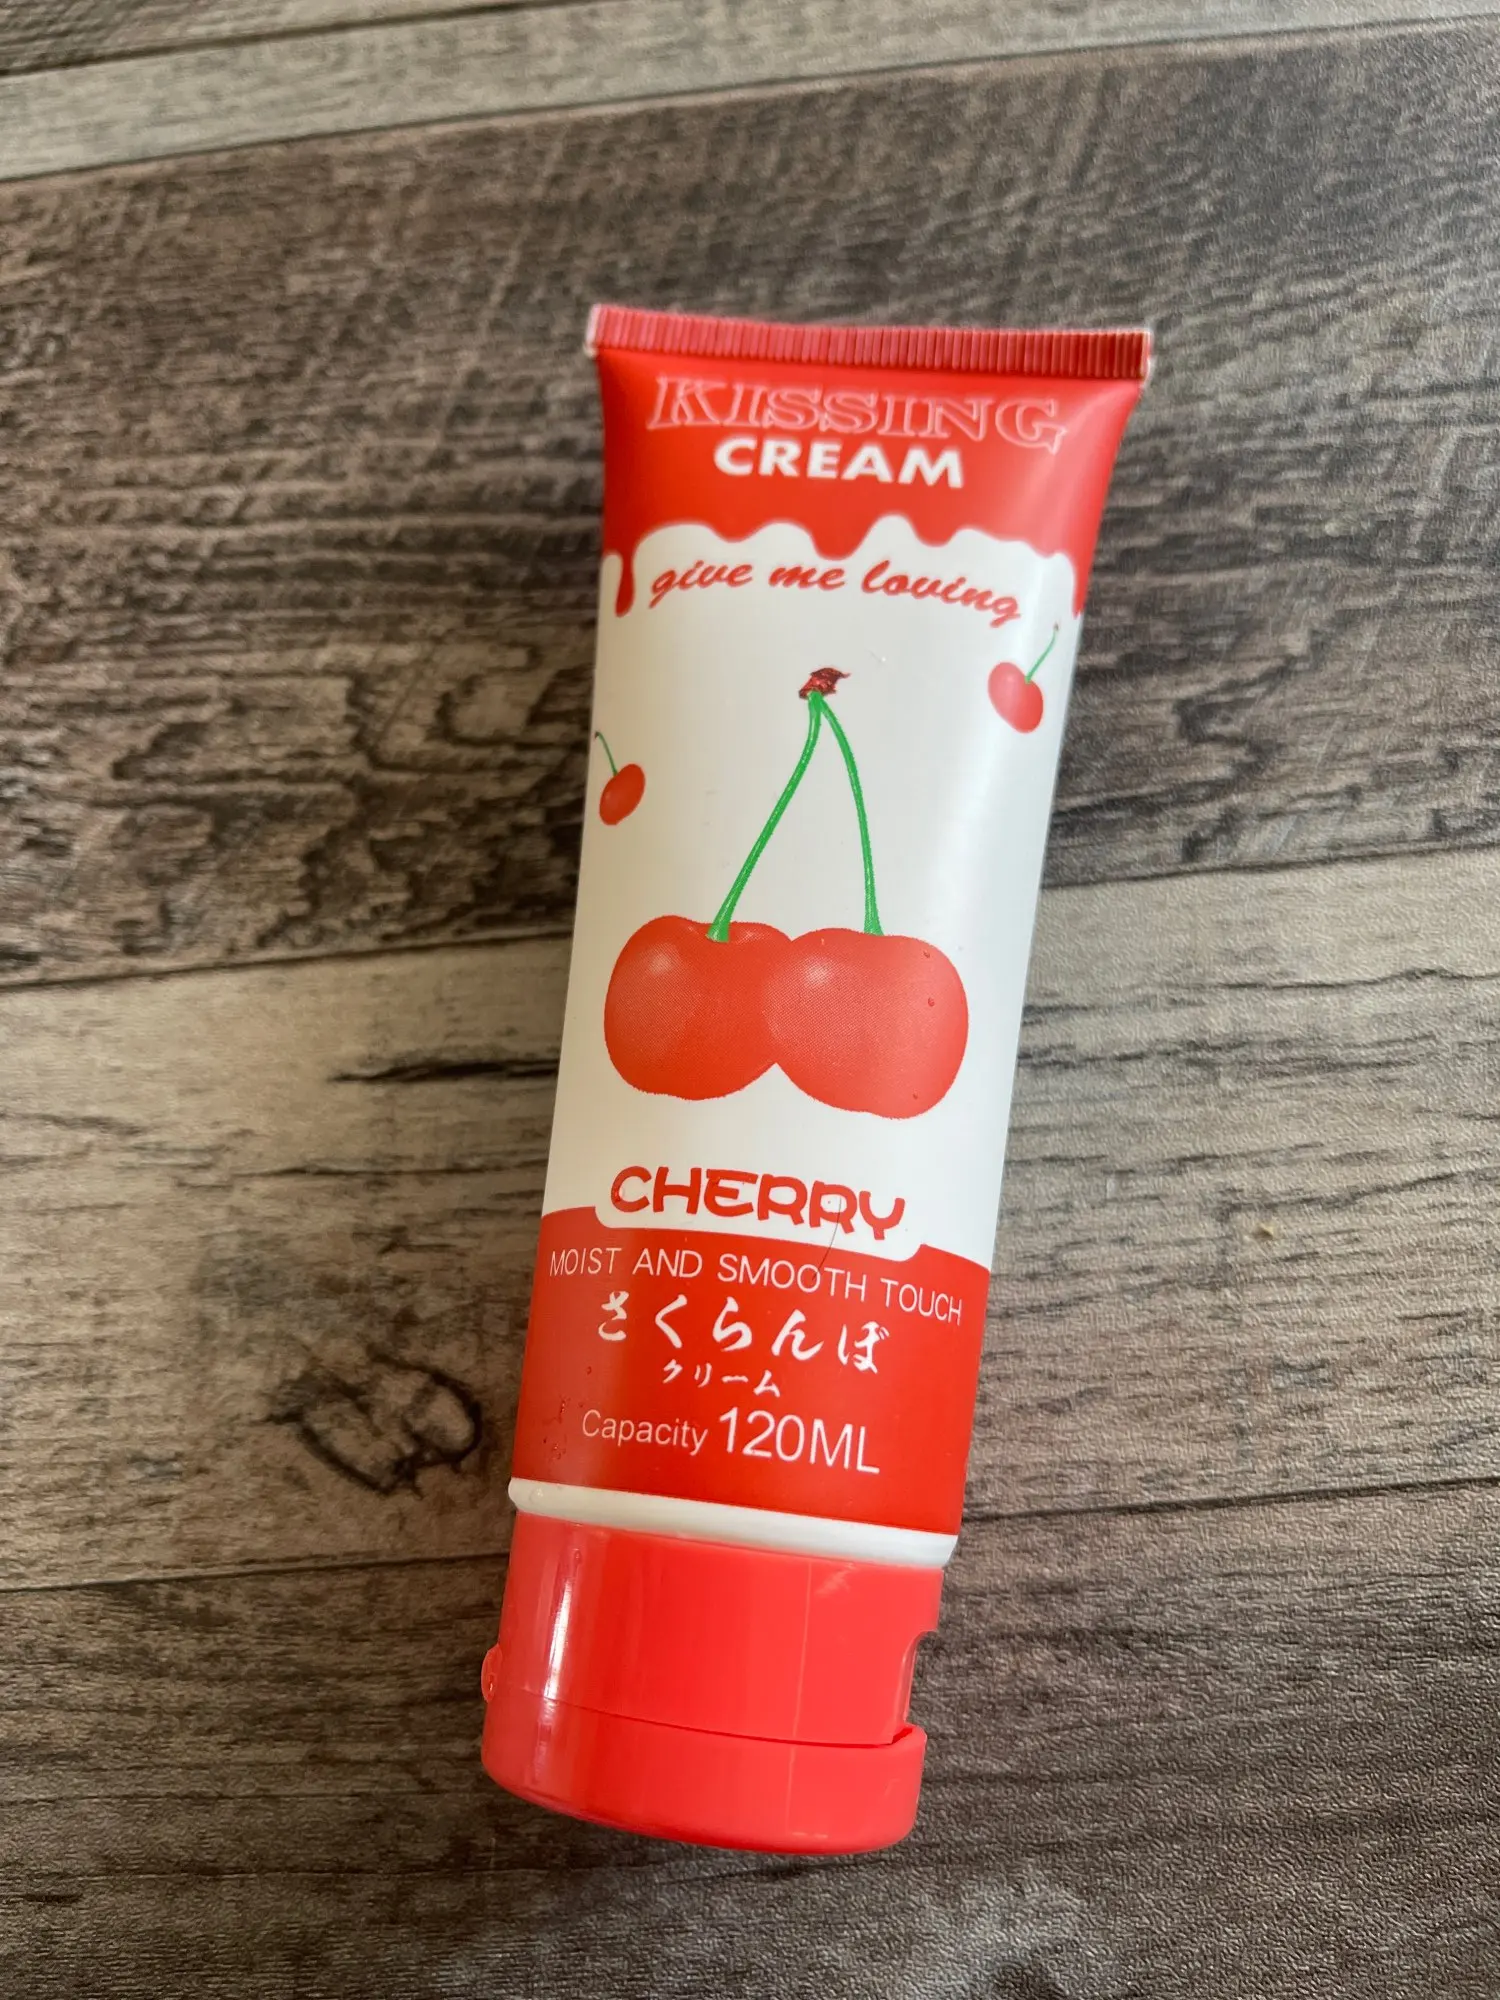 KISSING
CREAM
give me loving
CHERRY
MOIST AND SMOOTH TOUCH
さくらんぼ
クリーム
Capacity 120ML